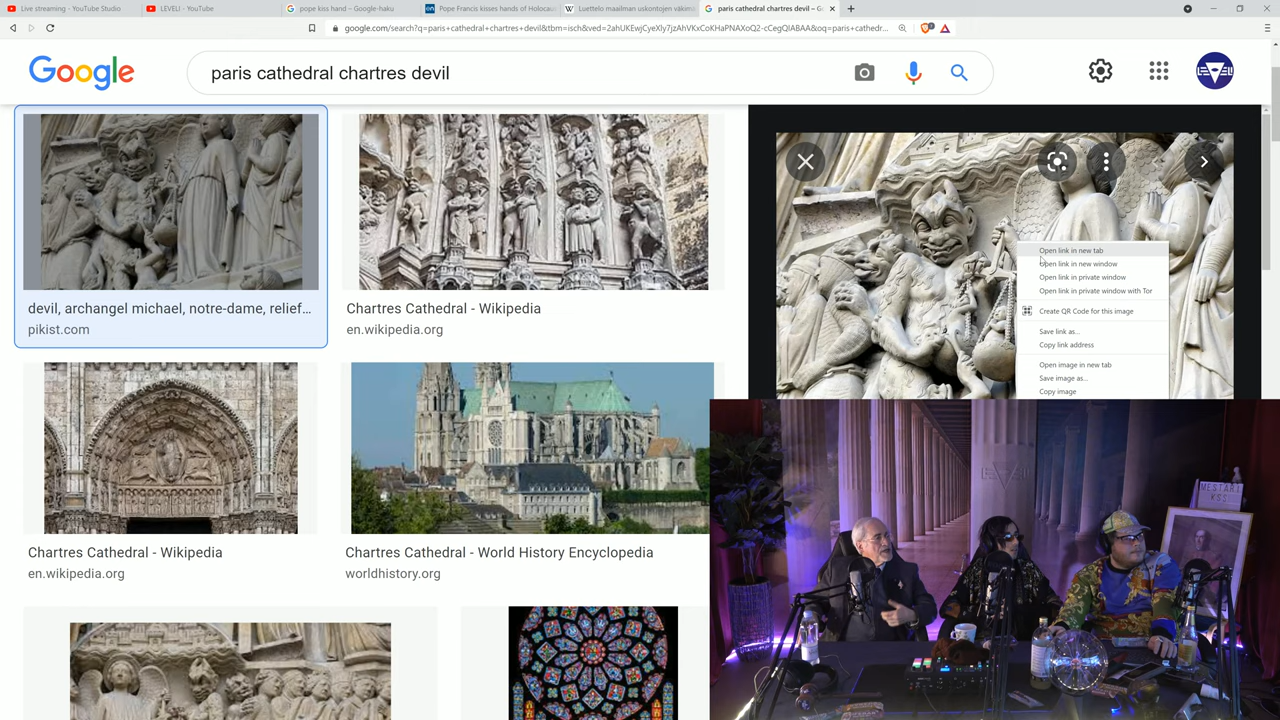 Live streaming - YouTube Studio
LEVELI - YouTube
pope kiss hand – Google-haku
Pope Francis kisses hands of Holocau
Luettelo maailman uskontojen väkim
paris cathedral chartres devil – G
google.com/search?q=paris+cathedral+chartres+devil&tbm=isch&ved=2ahUKEwjCyeXly7jzAhVKxCoKHaPNAXoQ2-cCegQIABAA&oq=paris+cathedr...
Google
paris cathedral chartres devil
devil, archangel michael, notre-dame, relief...
pikist.com
Chartres Cathedral - Wikipedia
en.wikipedia.org
Open link in new tab
Open link in new window
Open link in private window
Open link in private window with Tor
Create QR Code for this image
Save link as...
Copy link address
Open image in new tab
Save image as...
Copy image
Chartres Cathedral - Wikipedia
en.wikipedia.org
Chartres Cathedral - World History Encyclopedia
worldhistory.org
MESTARI
KSS: